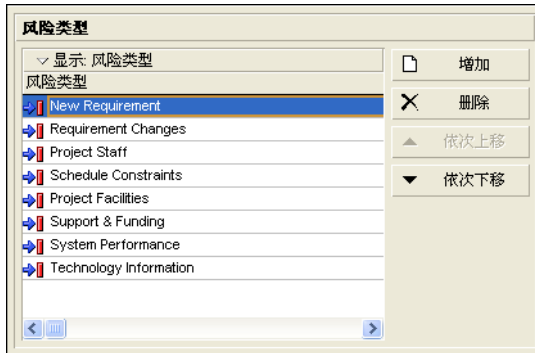 风险类型
显示: 风险类型
风险类型
New Requirement
Requirement Changes
Project Staff
Schedule Constraints
Project Facilities
Support & Funding
System Performance
Technology Information
增加
删除
依次上移
依次下移